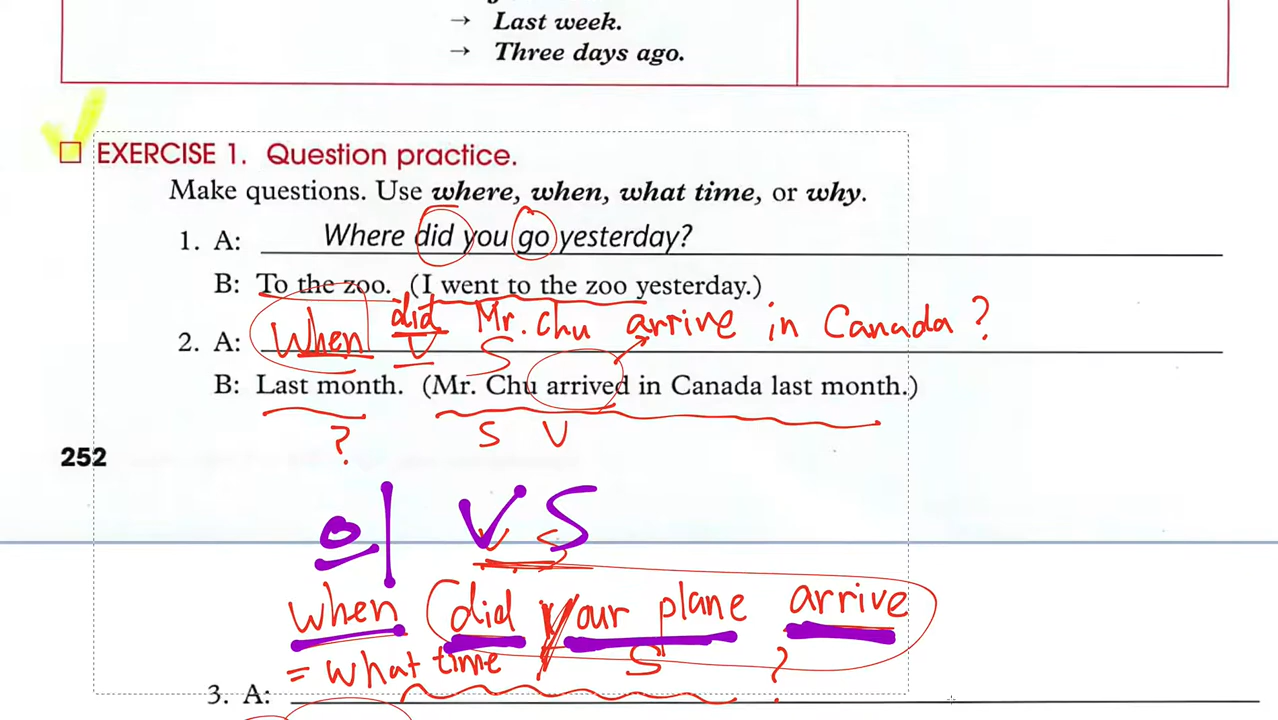 → Last week.
→ Three days ago.
EXERCISE 1. Question practice.
Make questions. Use where, when, what time, or why.
1. A: Where did you go yesterday?
B: To the zoo. (I went to the zoo yesterday.)
2. A: When did Mr. Chu arrive in Canada ?
V S
B: Last month. (Mr. Chu arrived in Canada last month.)
? S V
252
V S
V S
when did your plane arrive
= what time S ?
3. A: